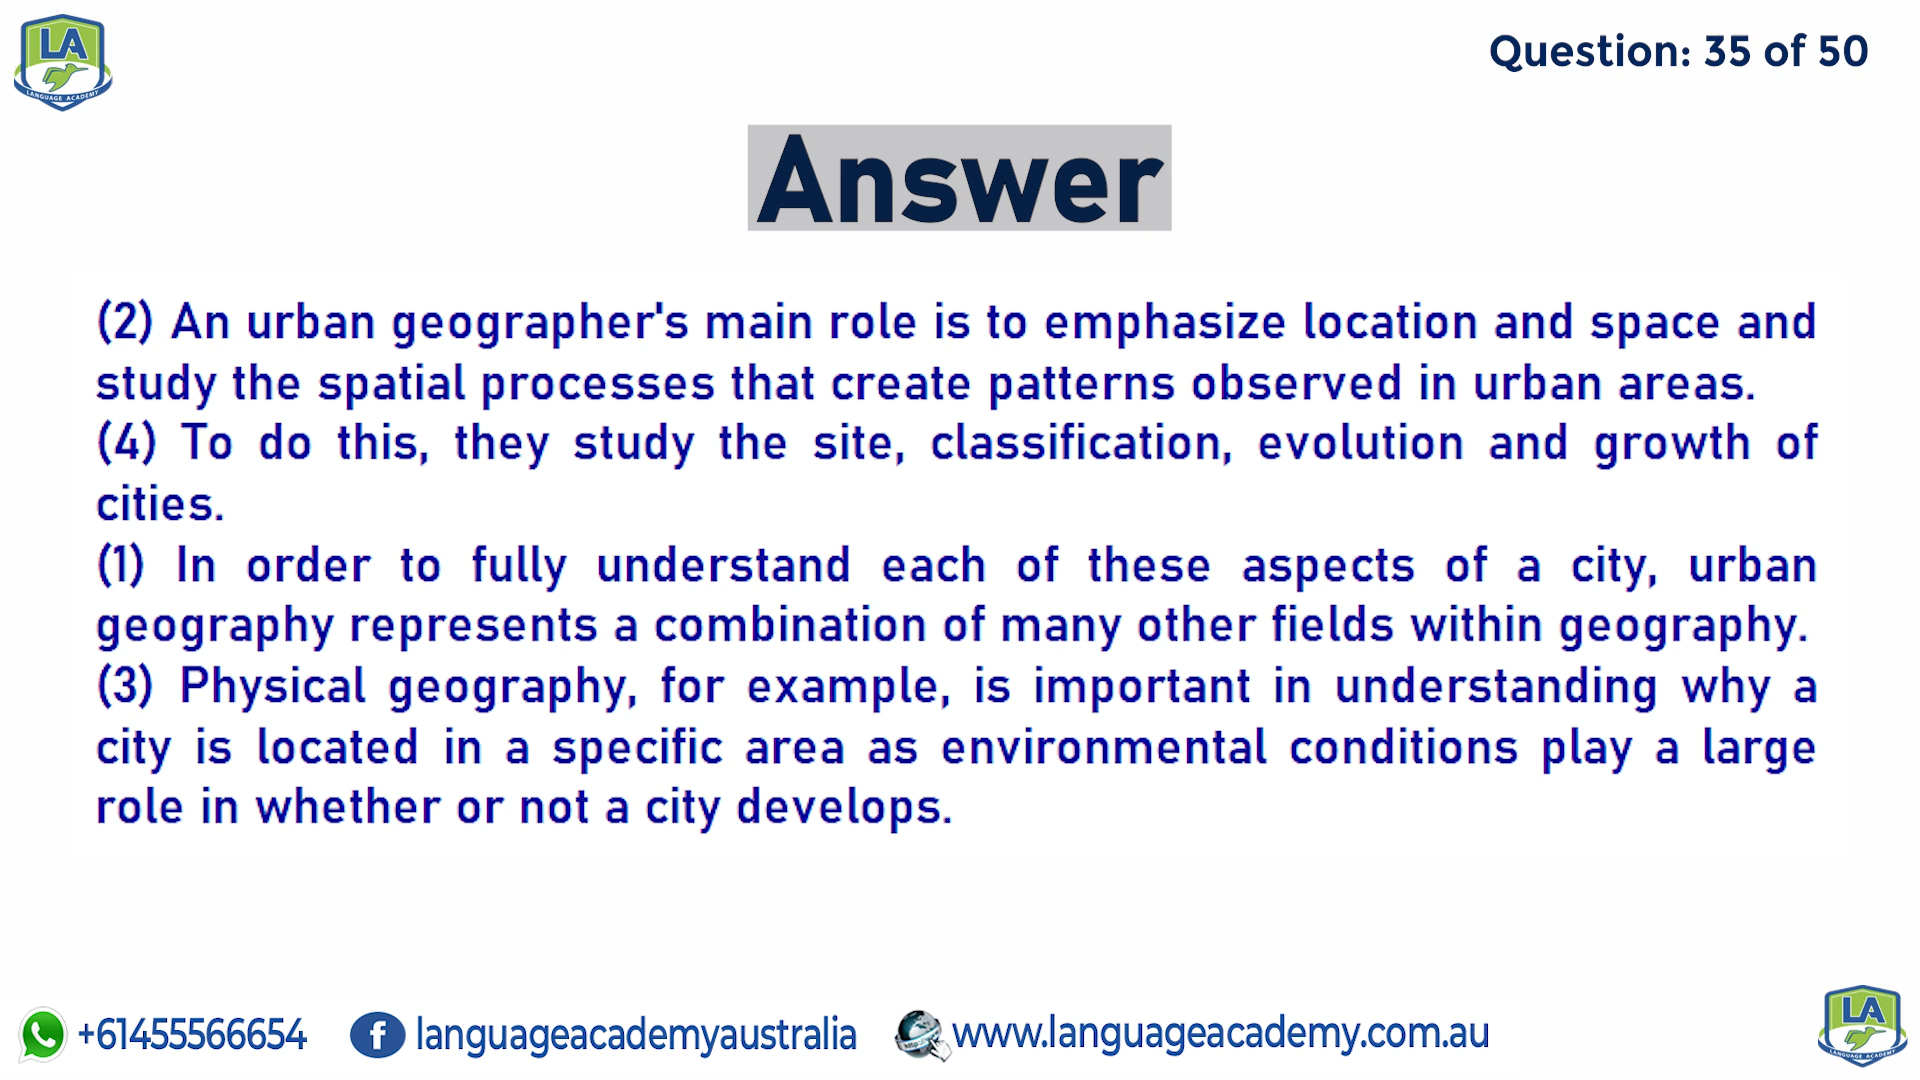 LA
LANGUAGE ACADEMY
Question: 35 of 50
Answer
(2) An urban geographer's main role is to emphasize location and space and
study the spatial processes that create patterns observed in urban areas.
(4) To do this, they study the site, classification, evolution and growth of
cities.
(1) In order to fully understand each of these aspects of a city, urban
geography represents a combination of many other fields within geography.
(3) Physical geography, for example, is important in understanding why a
city is located in a specific area as environmental conditions play a large
role in whether or not a city develops.
+61455566654 f languageacademyaustralia www.languageacademy.com.au
LA
LANGUAGE ACADEMY